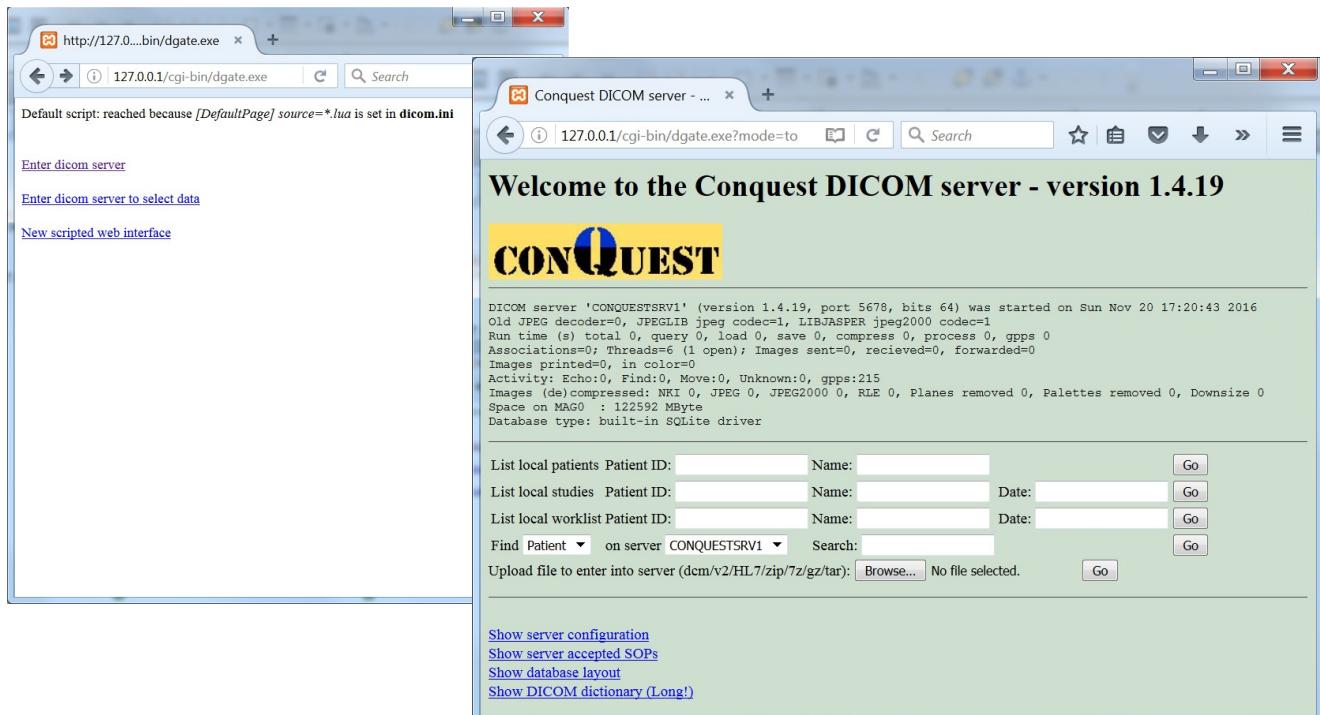 http://127.0....bin/dgate.exe × +
127.0.0.1/cgi-bin/dgate.exe Search
Default script: reached because [DefaultPage] source=*.lua is set in dicom.ini
Enter dicom server
Enter dicom server to select data
New scripted web interface
Conquest DICOM server - ... × +
127.0.0.1/cgi-bin/dgate.exe?mode=to Search
Welcome to the Conquest DICOM server - version 1.4.19
CONQUEST
DICOM server 'CONQUESTSRV1' (version 1.4.19, port 5678, bits 64) was started on Sun Nov 20 17:20:43 2016
Old JPEG decoder=0, JPEGLIB jpeg codec=1, LIBJASPER jpeg2000 codec=1
Run time (s) total 0, query 0, load 0, save 0, compress 0, process 0, gpps 0
Associations=0; Threads=6 (1 open); Images sent=0, recieved=0, forwarded=0
Images printed=0, in color=0
Activity: Echo:0, Find:0, Move:0, Unknown:0, gpps:215
Images (de)compressed: NKI 0, JPEG 0, JPEG2000 0, RLE 0, Planes removed 0, Palettes removed 0, Downsize 0
Space on MAG0 : 122592 MByte
Database type: built-in SQLite driver
List local patients Patient ID: Name: Go
List local studies Patient ID: Name: Date: Go
List local worklist Patient ID: Name: Date: Go
Find Patient on server CONQUESTSRV1 Search: Go
Upload file to enter into server (dcm/v2/HL7/zip/7z/gz/tar): Browse... No file selected. Go
Show server configuration
Show server accepted SOPs
Show database layout
Show DICOM dictionary (Long!)